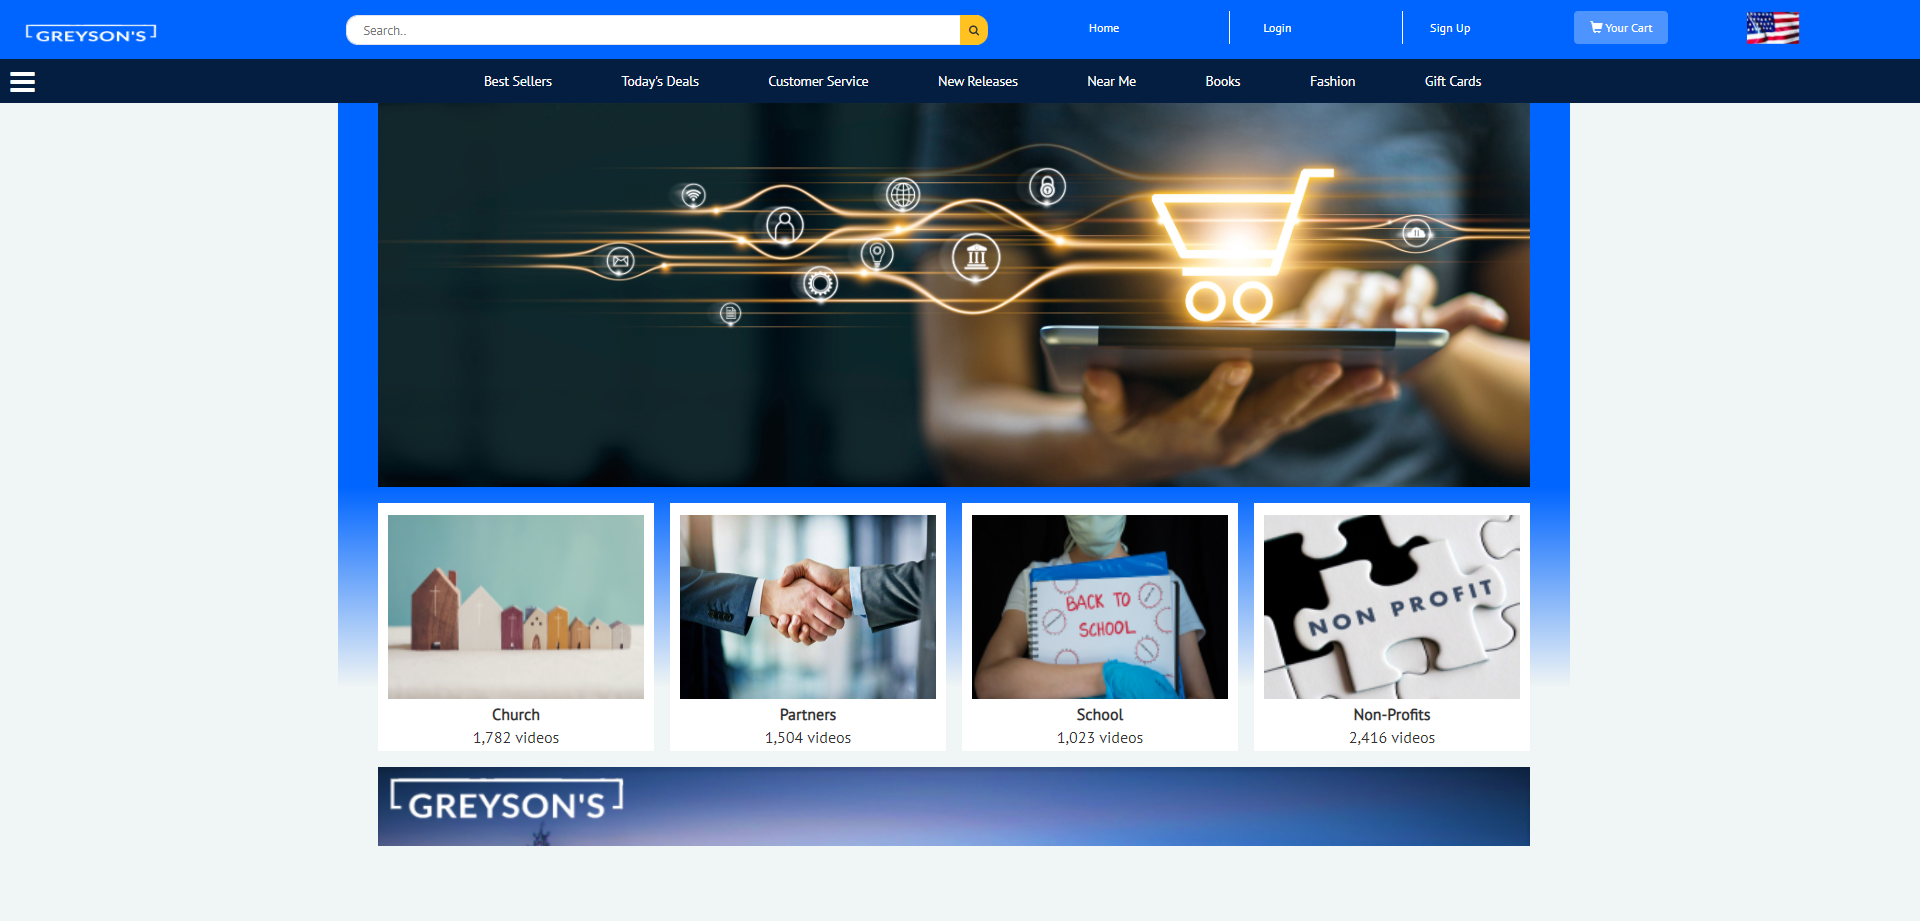 GREYSON'S
Search..
Home
Login
Sign Up
Your Cart
Best Sellers
Today's Deals
Customer Service
New Releases
Near Me
Books
Fashion
Gift Cards
BACK TO
SCHOOL
NON PROFIT
Church
1,782 videos
Partners
1,504 videos
School
1,023 videos
Non-Profits
2,416 videos
GREYSON'S